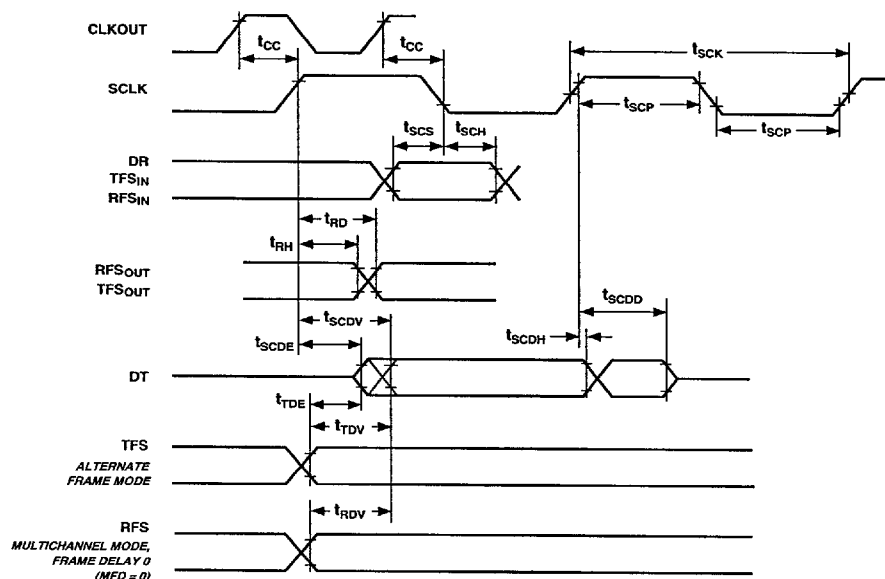 CLKOUT
tCC
tCC
tSCK
SCLK
tSCP
tSCP
tSCS
tSCH
DR
TFSIN
RFSIN
tRD
tRH
RFSOUT
TFSOUT
tSCDV
tSCDD
tSCDE
tSCDH
DT
tTDE
tTDV
TFS
ALTERNATE
FRAME MODE
tRDV
RFS
MULTICHANNEL MODE,
FRAME DELAY 0
(MFD = 0)